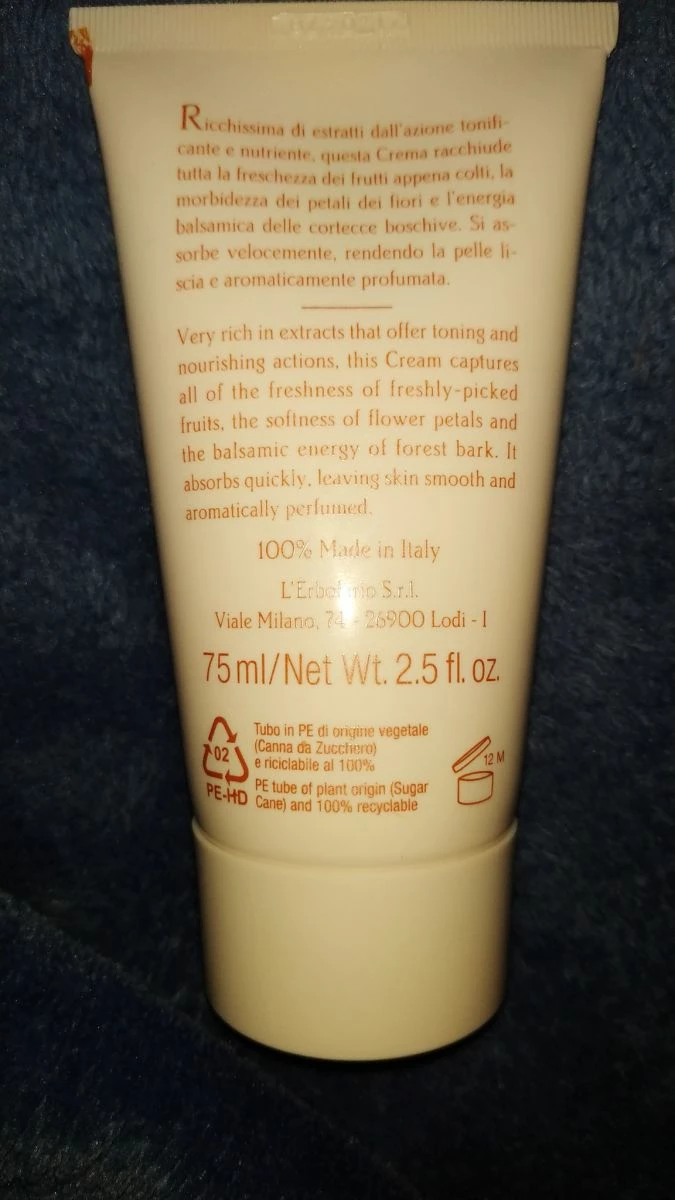 Ricchissima di estratti dall'azione tonifi-
cante e nutriente, questa Crema racchiude
tutta la freschezza dei frutti appena colti, la
morbidezza dei petali dei fiori e l'energia
balsamica delle cortecce boschive. Si as-
sorbe velocemente, rendendo la pelle li-
scia e aromaticamente profumata.
Very rich in extracts that offer toning and
nourishing actions, this Cream captures
all of the freshness of freshly-picked
fruits, the softness of flower petals and
the balsamic energy of forest bark. It
absorbs quickly, leaving skin smooth and
aromatically perfumed.
100% Made in Italy
L'Erbolario S.r.l.
Viale Milano, 74 - 26900 Lodi - I
75ml/Net Wt. 2.5 fl. oz.
02
PE-HD
Tubo in PE di origine vegetale
(Canna da Zucchero)
e riciclabile al 100%
PE tube of plant origin (Sugar
Cane) and 100% recyclable
12 M